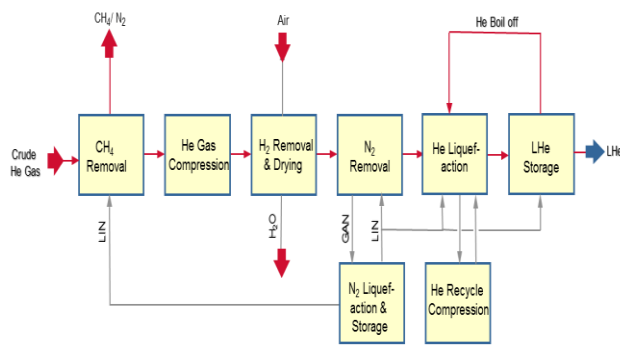 CH4/ N2
Air
He Boil off
Crude
He Gas
CH4
Removal
He Gas
Compression
H2 Removal
& Drying
N2
Removal
He Liquef-
action
LHe
Storage
LHe
LIN
H2O
GAN
LIN
N2 Liquef-
action &
Storage
He Recycle
Compression